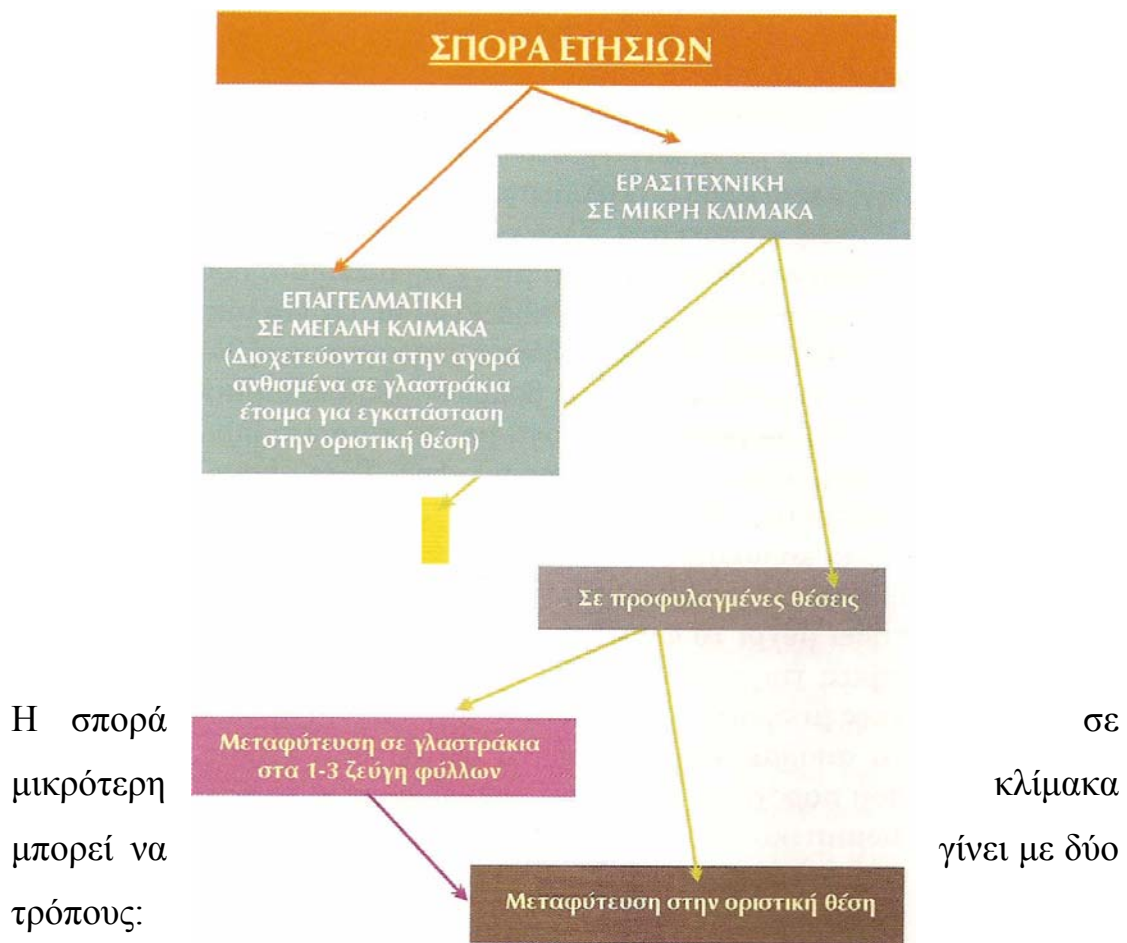 ΣΠΟΡΑ ΕΤΗΣΙΩΝ
ΕΡΑΣΙΤΕΧΝΙΚΗ
ΣΕ ΜΙΚΡΗ ΚΛΙΜΑΚΑ
ΕΠΑΓΓΕΛΜΑΤΙΚΗ
ΣΕ ΜΕΓΑΛΗ ΚΛΙΜΑΚΑ
(Διοχετεύονται στην αγορά
ανθισμένα σε γλαστράκια
έτοιμα για εγκατάσταση
στην οριστική θέση)
Σε προφυλαγμένες θέσεις
Μεταφύτευση σε γλαστράκια
στα 1-3 ζεύγη φύλλων
Μεταφύτευση στην οριστική θέση
Η σπορά σε
μικρότερη κλίμακα
μπορεί να γίνει με δύο
τρόπους: